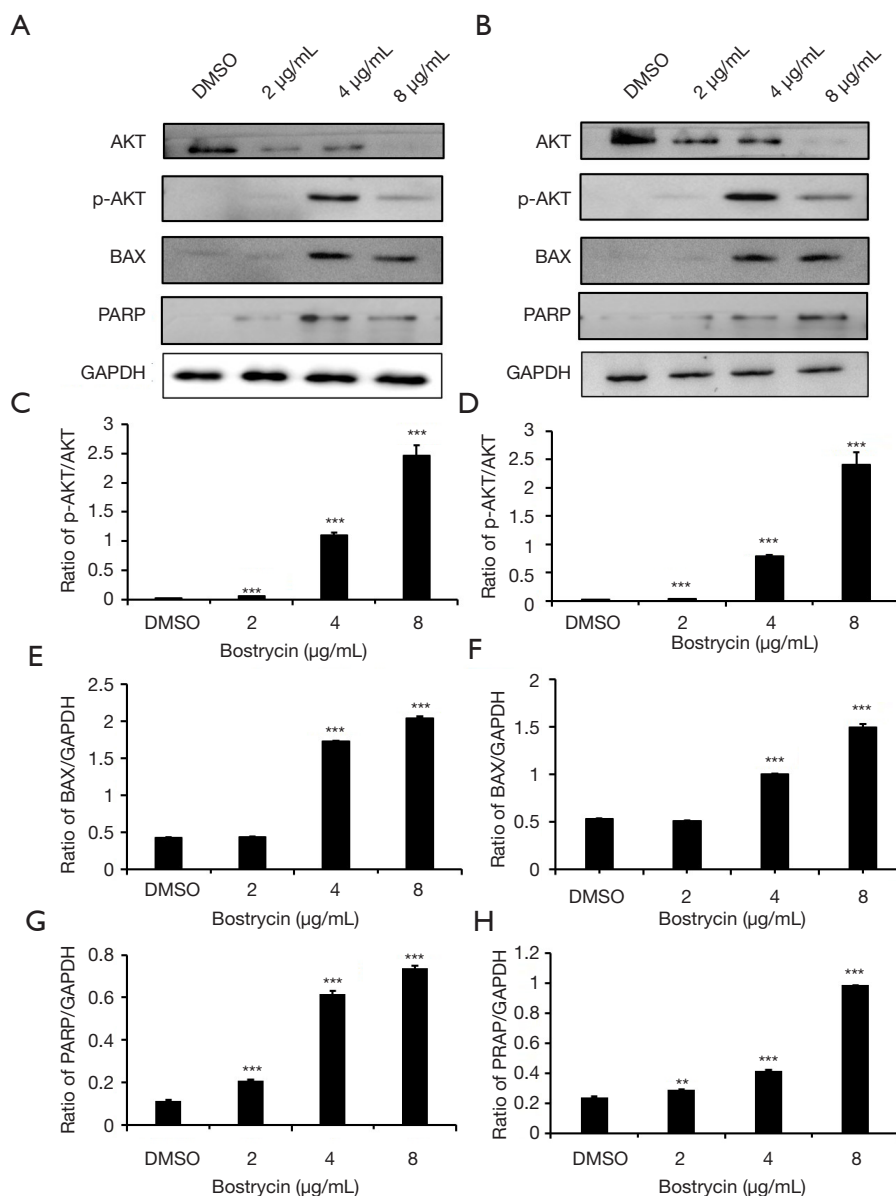 A
DMSO
2 µg/mL
4 µg/mL
8 µg/mL
AKT
p-AKT
BAX
PARP
GAPDH
B
DMSO
2 µg/mL
4 µg/mL
8 µg/mL
AKT
p-AKT
BAX
PARP
GAPDH
C
Ratio of p-AKT/AKT
3
2.5
2
1.5
1
0.5
0
***
***
***
DMSO 2 4 8
Bostrycin (µg/mL)
D
Ratio of p-AKT/AKT
3
2.5
2
1.5
1
0.5
0
***
***
***
DMSO 2 4 8
Bostrycin (µg/mL)
E
Ratio of BAX/GAPDH
2.5
2
1.5
1
0.5
0
***
***
DMSO 2 4 8
Bostrycin (µg/mL)
F
Ratio of BAX/GAPDH
2
1.5
1
0.5
0
***
***
DMSO 2 4 8
Bostrycin (µg/mL)
G
Ratio of PARP/GAPDH
0.8
0.6
0.4
0.2
0
***
***
***
DMSO 2 4 8
Bostrycin (µg/mL)
H
Ratio of PRAP/GAPDH
1.2
1
0.8
0.6
0.4
0.2
0
**
***
***
DMSO 2 4 8
Bostrycin (µg/mL)